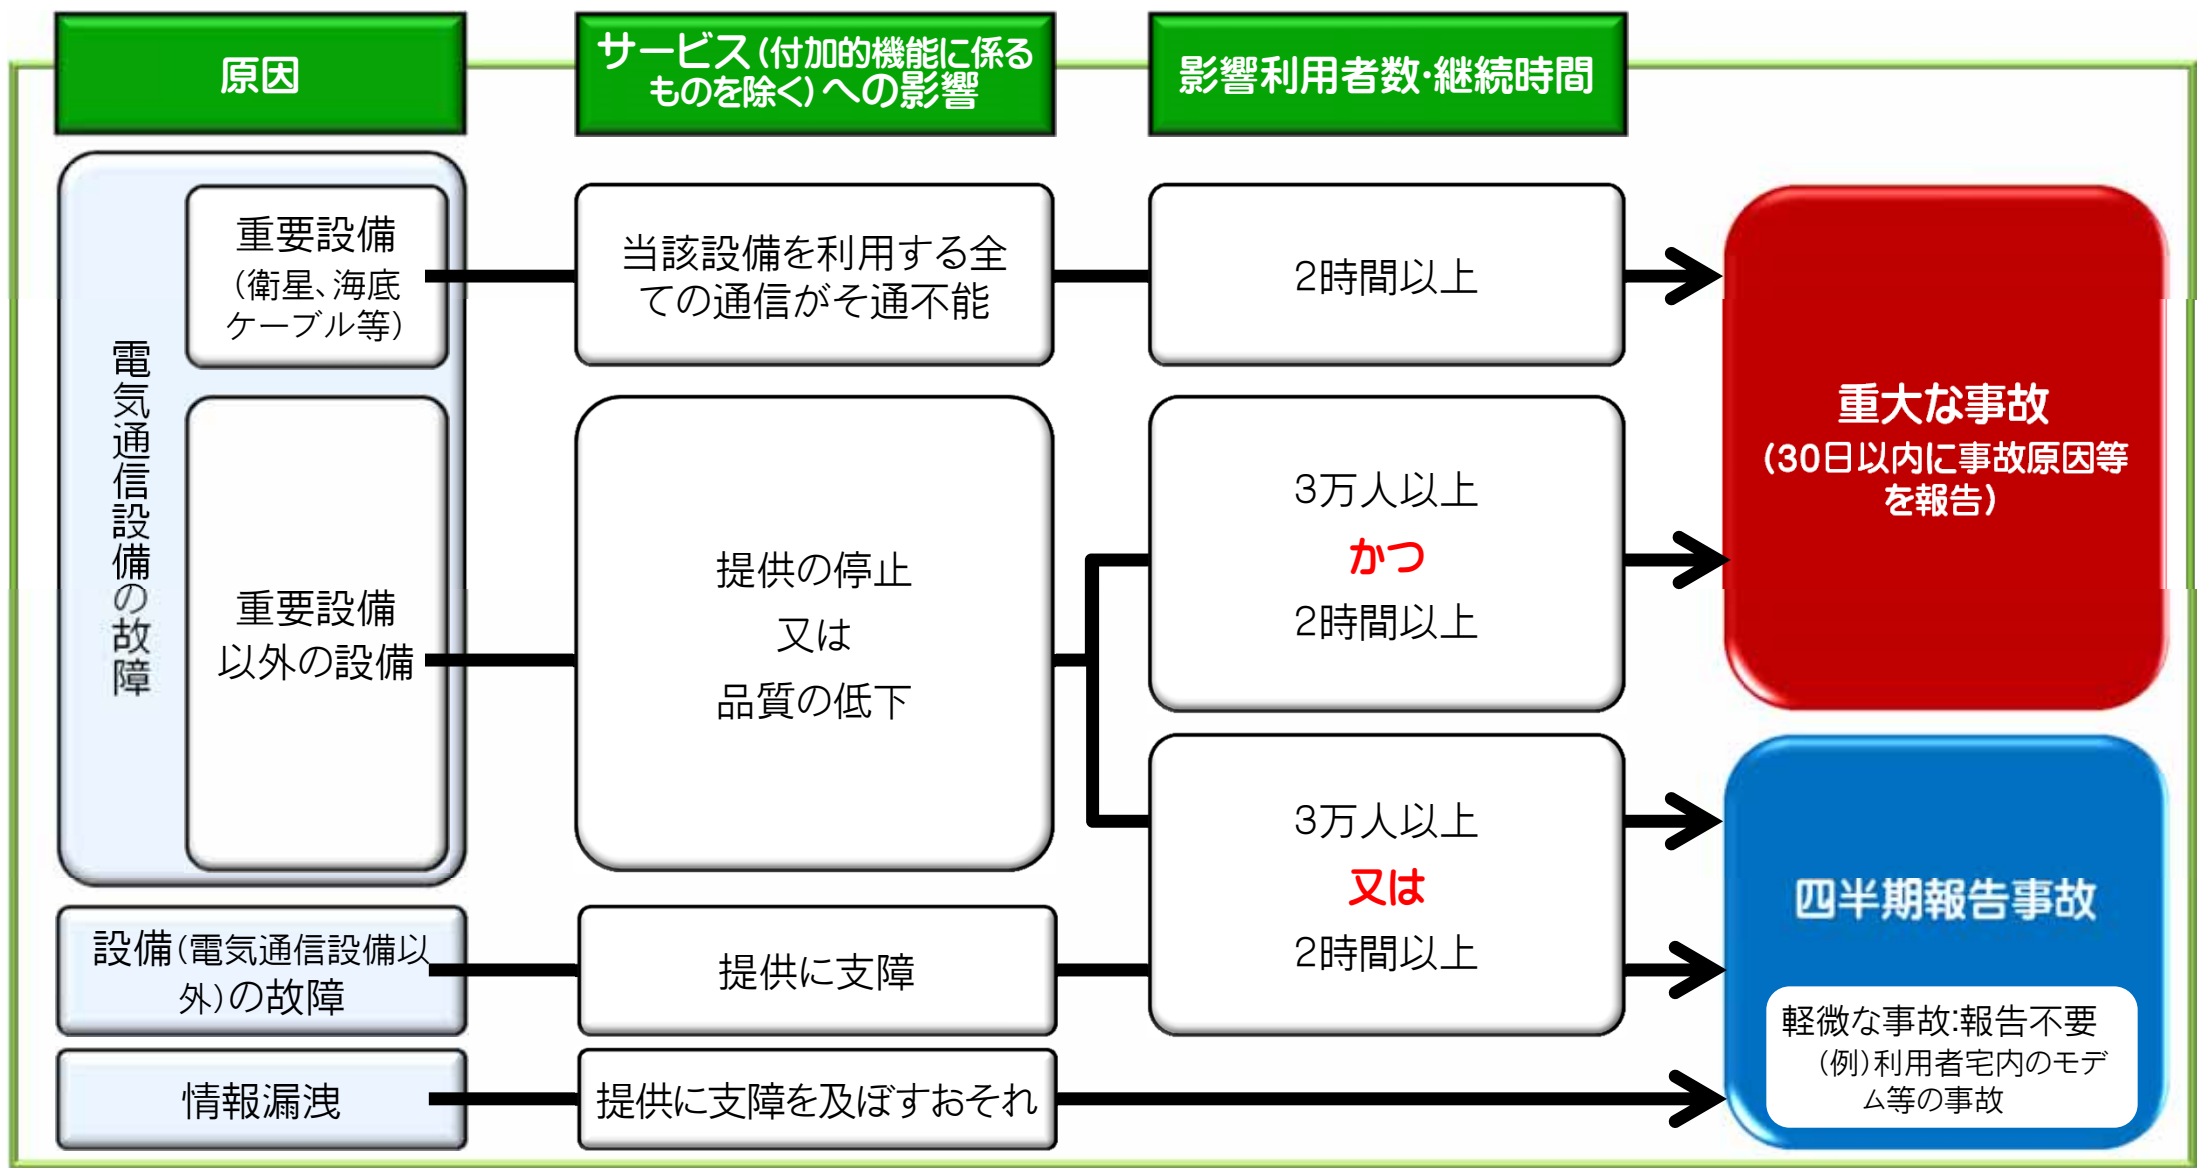 原因
サービス(付加的機能に係る
ものを除く)への影響
影響利用者数・継続時間
電気通信設備の故障
重要設備
(衛星、海底
ケーブル等)
当該設備を利用する全
ての通信がそ通不能
2時間以上
重要設備
以外の設備
提供の停止
又は
品質の低下
3万人以上
かつ
2時間以上
重大な事故
(30日以内に事故原因等
を報告)
3万人以上
又は
2時間以上
設備(電気通信設備以
外)の故障
提供に支障
情報漏洩
提供に支障を及ぼすおそれ
四半期報告事故
軽微な事故:報告不要
(例)利用者宅内のモデ
ム等の事故